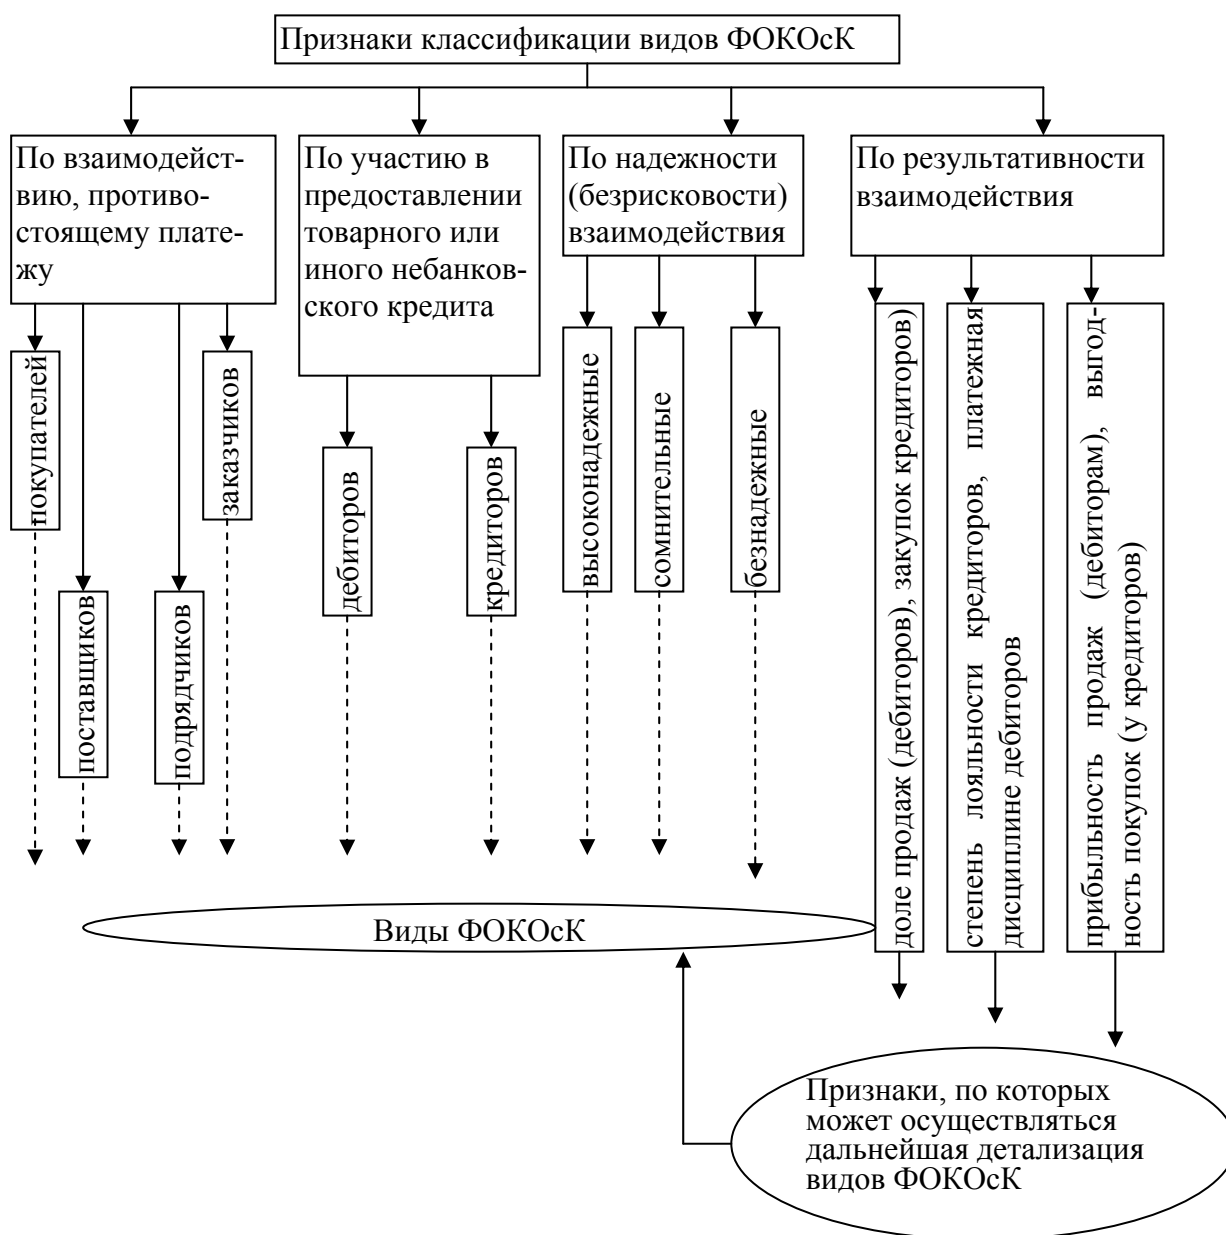 Признаки классификации видов ФОКОсК
По взаимодейст-
вию, противо-
стоящему плате-
жу
По участию в
предоставлении
товарного или
иного небанков-
ского кредита
По надежности
(безрисковости)
взаимодействия
По результативности
взаимодействия
покупателей
поставщиков
подрядчиков
заказчиков
дебиторов
кредиторов
высоконадежные
сомнительные
безнадежные
доле продаж (дебиторов), закупок кредиторов)
степень лояльности кредиторов, платежная
дисциплине дебиторов
прибыльность продаж (дебиторам), выгод-
ность покупок (у кредиторов)
Виды ФОКОсК
Признаки, по которых
может осуществляться
дальнейшая детализация
видов ФОКОсК